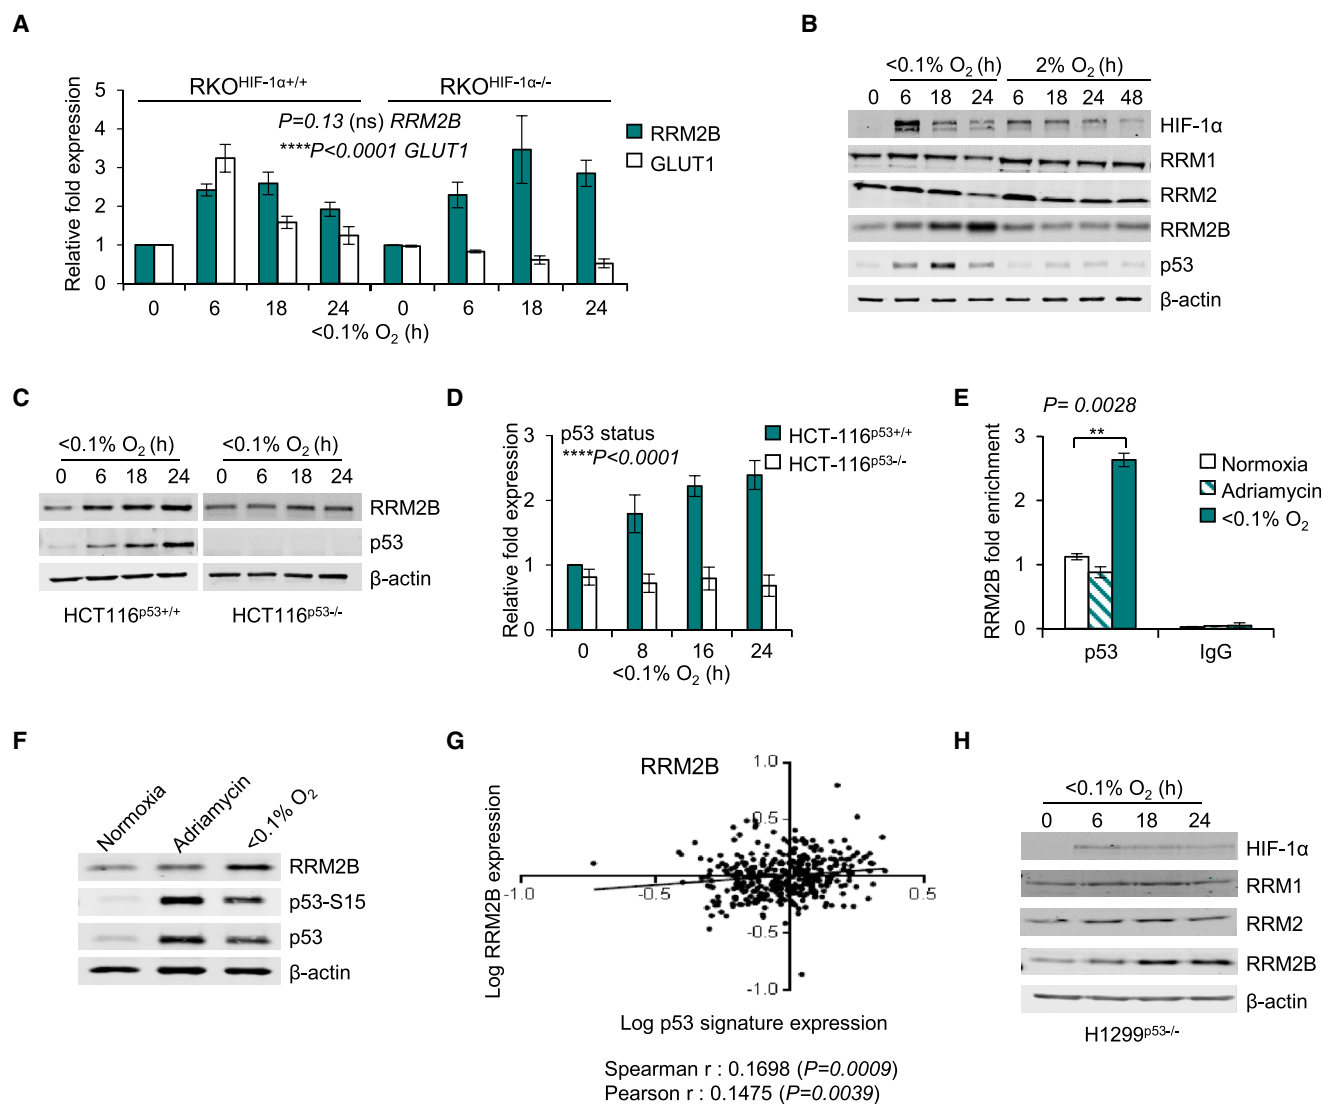 A
RKO^HIF-1α+/+ RKO^HIF-1α-/-
P=0.13 (ns) RRM2B
****P<0.0001 GLUT1
RRM2B
GLUT1
Relative fold expression
5
4
3
2
1
0
0 6 18 24 0 6 18 24
<0.1% O₂ (h)
B
<0.1% O₂ (h) 2% O₂ (h)
0 6 18 24 6 18 24 48
HIF-1α
RRM1
RRM2
RRM2B
p53
β-actin
C
<0.1% O₂ (h) <0.1% O₂ (h)
0 6 18 24 0 6 18 24
RRM2B
p53
β-actin
HCT116^p53+/+ HCT116^p53-/-
D
p53 status
****P<0.0001
HCT-116^p53+/+
HCT-116^p53-/-
Relative fold expression
3
2
1
0
0 8 16 24
<0.1% O₂ (h)
E
P= 0.0028
**
Normoxia
Adriamycin
<0.1% O₂
RRM2B fold enrichment
3
2
1
0
p53 IgG
F
Normoxia Adriamycin <0.1% O₂
RRM2B
p53-S15
p53
β-actin
G
RRM2B
Log RRM2B expression
1.0
0.5
-1.0 -0.5 0.5
-0.5
-1.0
Log p53 signature expression
Spearman r : 0.1698 (P=0.0009)
Pearson r : 0.1475 (P=0.0039)
H
<0.1% O₂ (h)
0 6 18 24
HIF-1α
RRM1
RRM2
RRM2B
β-actin
H1299^p53-/-